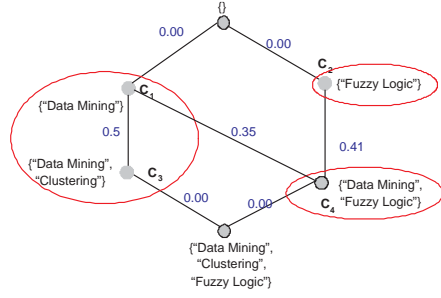 {}
0.00
0.00
C2
{"Fuzzy Logic"}
{"Data Mining"}
C1
0.5
0.35
0.41
{"Data Mining",
"Clustering"}
C3
{"Data Mining",
"Fuzzy Logic"}
C4
0.00
0.00
{"Data Mining",
"Clustering",
"Fuzzy Logic"}